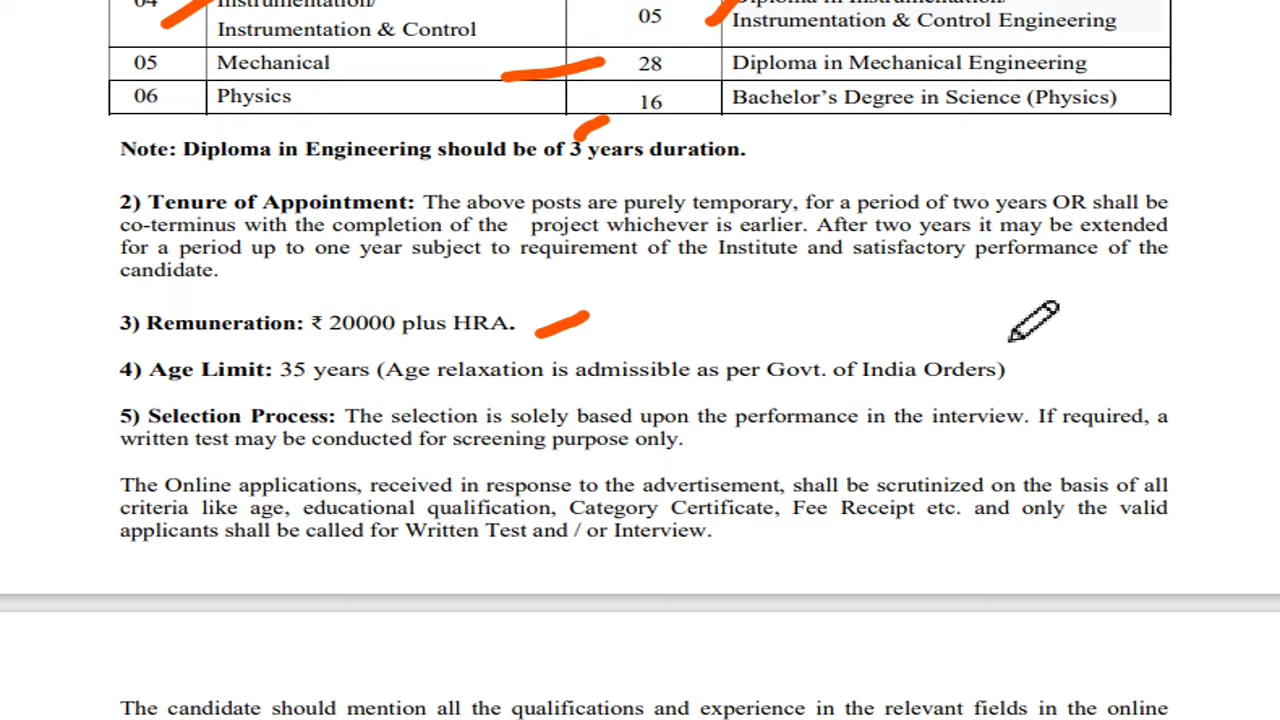 04 Instrumentation/ 05 Diploma in Instrumentation/
Instrumentation & Control Instrumentation & Control Engineering
05 Mechanical 28 Diploma in Mechanical Engineering
06 Physics 16 Bachelor’s Degree in Science (Physics)
Note: Diploma in Engineering should be of 3 years duration.
2) Tenure of Appointment: The above posts are purely temporary, for a period of two years OR shall be
co-terminus with the completion of the project whichever is earlier. After two years it may be extended
for a period up to one year subject to requirement of the Institute and satisfactory performance of the
candidate.
3) Remuneration: ₹ 20000 plus HRA.
4) Age Limit: 35 years (Age relaxation is admissible as per Govt. of India Orders)
5) Selection Process: The selection is solely based upon the performance in the interview. If required, a
written test may be conducted for screening purpose only.
The Online applications, received in response to the advertisement, shall be scrutinized on the basis of all
criteria like age, educational qualification, Category Certificate, Fee Receipt etc. and only the valid
applicants shall be called for Written Test and / or Interview.
The candidate should mention all the qualifications and experience in the relevant fields in the online